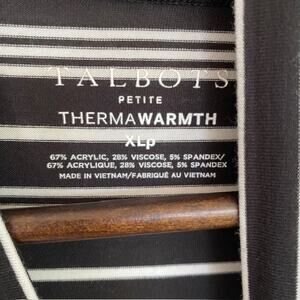 TALBOTS
PETITE
THERMAWARMTH
XLp
67% ACRYLIC, 28% VISCOSE, 5% SPANDEX/
67% ACRYLIQUE, 28% VISCOSE, 5% SPANDEX
MADE IN VIETNAM/FABRIQUÉ AU VIETNAM